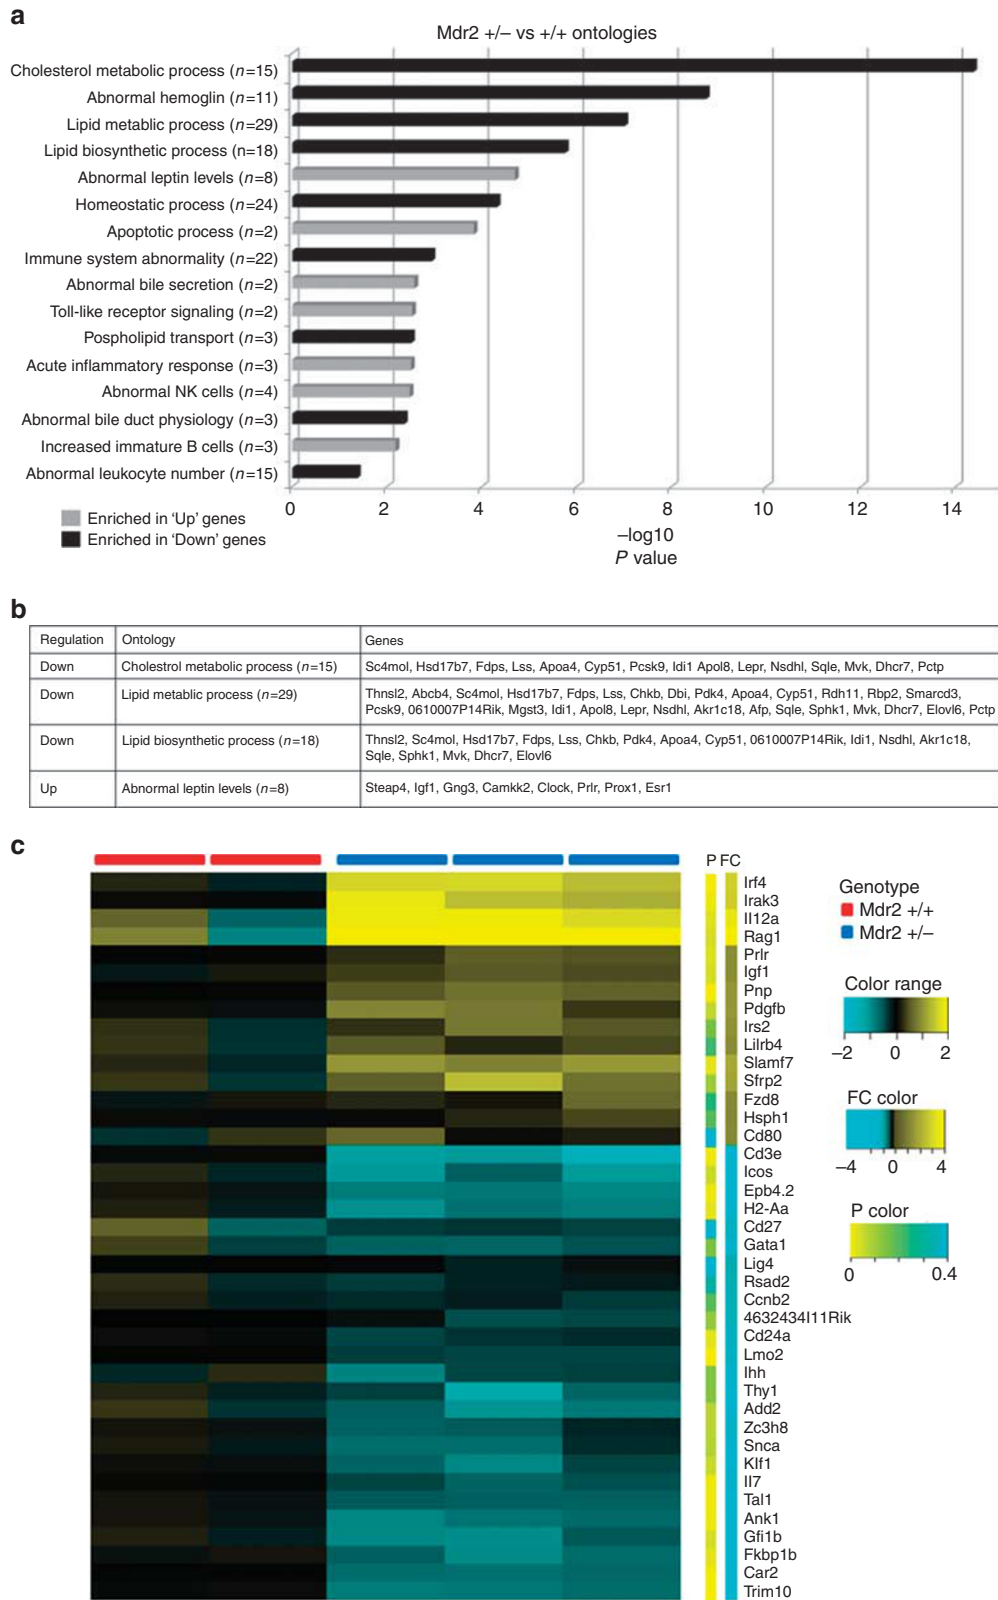 a
Mdr2 +/− vs +/+ ontologies
Cholesterol metabolic process (n=15)
Abnormal hemoglin (n=11)
Lipid metablic process (n=29)
Lipid biosynthetic process (n=18)
Abnormal leptin levels (n=8)
Homeostatic process (n=24)
Apoptotic process (n=2)
Immune system abnormality (n=22)
Abnormal bile secretion (n=2)
Toll-like receptor signaling (n=2)
Pospholipid transport (n=3)
Acute inflammatory response (n=3)
Abnormal NK cells (n=4)
Abnormal bile duct physiology (n=3)
Increased immature B cells (n=3)
Abnormal leukocyte number (n=15)
0 2 4 6 8 10 12 14
−log10
P value
Enriched in ‘Up’ genes
Enriched in ‘Down’ genes
b
Regulation Ontology Genes
Down Cholestrol metabolic process (n=15) Sc4mol, Hsd17b7, Fdps, Lss, Apoa4, Cyp51, Pcsk9, Idi1 Apol8, Lepr, Nsdhl, Sqle, Mvk, Dhcr7, Pctp
Down Lipid metablic process (n=29) Thnsl2, Abcb4, Sc4mol, Hsd17b7, Fdps, Lss, Chkb, Dbi, Pdk4, Apoa4, Cyp51, Rdh11, Rbp2, Smarcd3,
Pcsk9, 0610007P14Rik, Mgst3, Idi1, Apol8, Lepr, Nsdhl, Akr1c18, Afp, Sqle, Sphk1, Mvk, Dhcr7, Elovl6, Pctp
Down Lipid biosynthetic process (n=18) Thnsl2, Sc4mol, Hsd17b7, Fdps, Lss, Chkb, Pdk4, Apoa4, Cyp51, 0610007P14Rik, Idi1, Nsdhl, Akr1c18,
Sqle, Sphk1, Mvk, Dhcr7, Elovl6
Up Abnormal leptin levels (n=8) Steap4, Igf1, Gng3, Camkk2, Clock, Prlr, Prox1, Esr1
c
P FC
Irf4
Irak3
Il12a
Rag1
Prlr
Igf1
Pnp
Pdgfb
Irs2
Lilrb4
Slamf7
Sfrp2
Fzd8
Hsph1
Cd80
Cd3e
Icos
Epb4.2
H2-Aa
Cd27
Gata1
Lig4
Rsad2
Ccnb2
4632434I11Rik
Cd24a
Lmo2
Ihh
Thy1
Add2
Zc3h8
Snca
Klf1
Il7
Tal1
Ank1
Gfi1b
Fkbp1b
Car2
Trim10
Genotype
Mdr2 +/+
Mdr2 +/−
Color range
−2 0 2
FC color
−4 0 4
P color
0 0.4